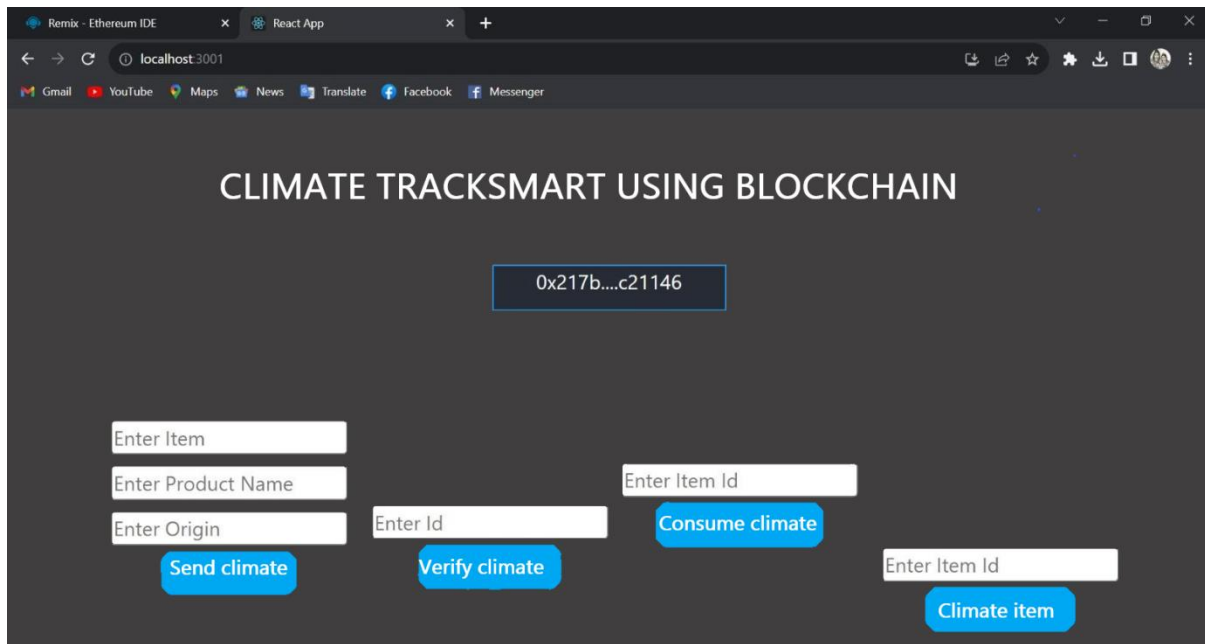 Remix - Ethereum IDE
React App
localhost:3001
Gmail YouTube Maps News Translate Facebook Messenger
CLIMATE TRACKSMART USING BLOCKCHAIN
0x217b....c21146
Enter Item
Enter Product Name
Enter Origin
Send climate
Enter Id
Verify climate
Enter Item Id
Consume climate
Enter Item Id
Climate item